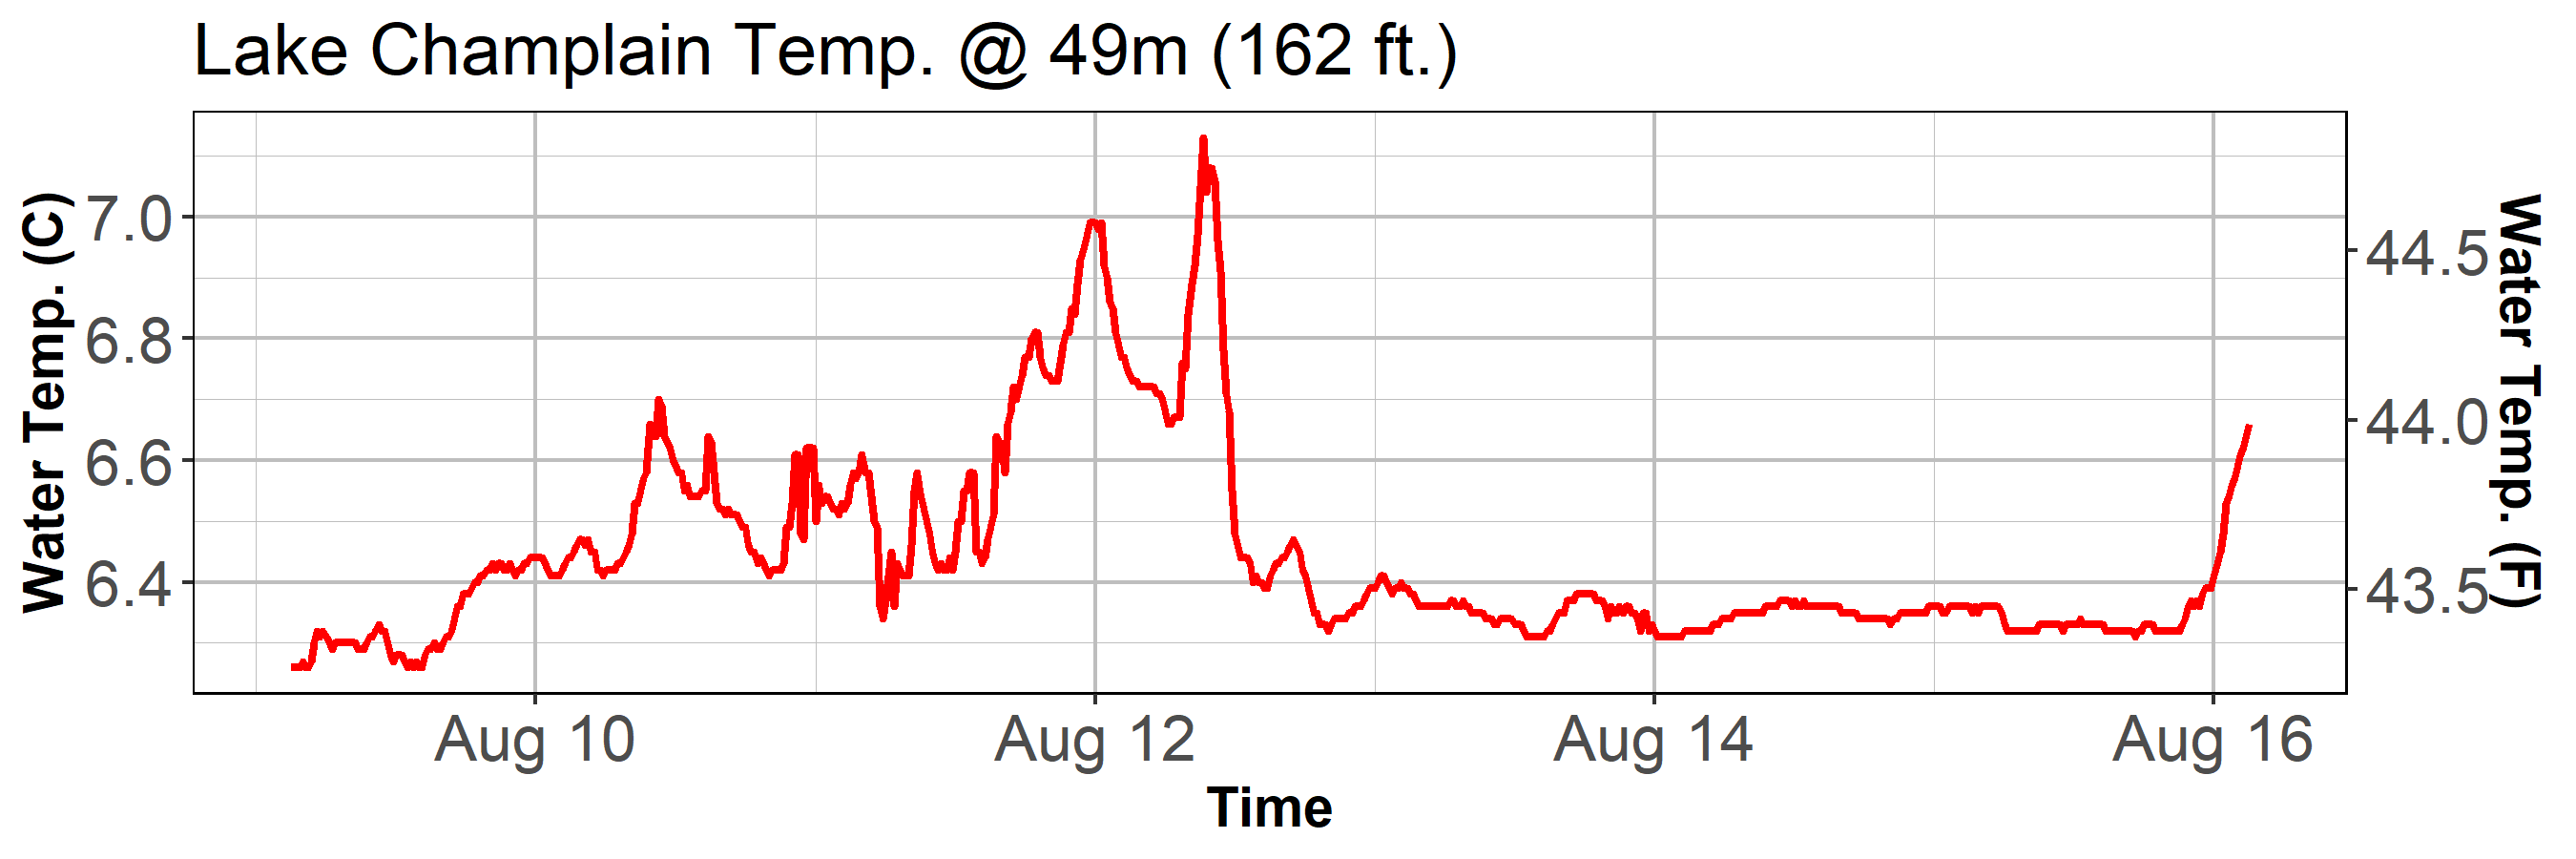 Lake Champlain Temp. @ 49m (162 ft.)
Water Temp. (C)
7.0
6.8
6.6
6.4
44.5
44.0
43.5
Water Temp. (F)
Aug 10
Aug 12
Aug 14
Aug 16
Time